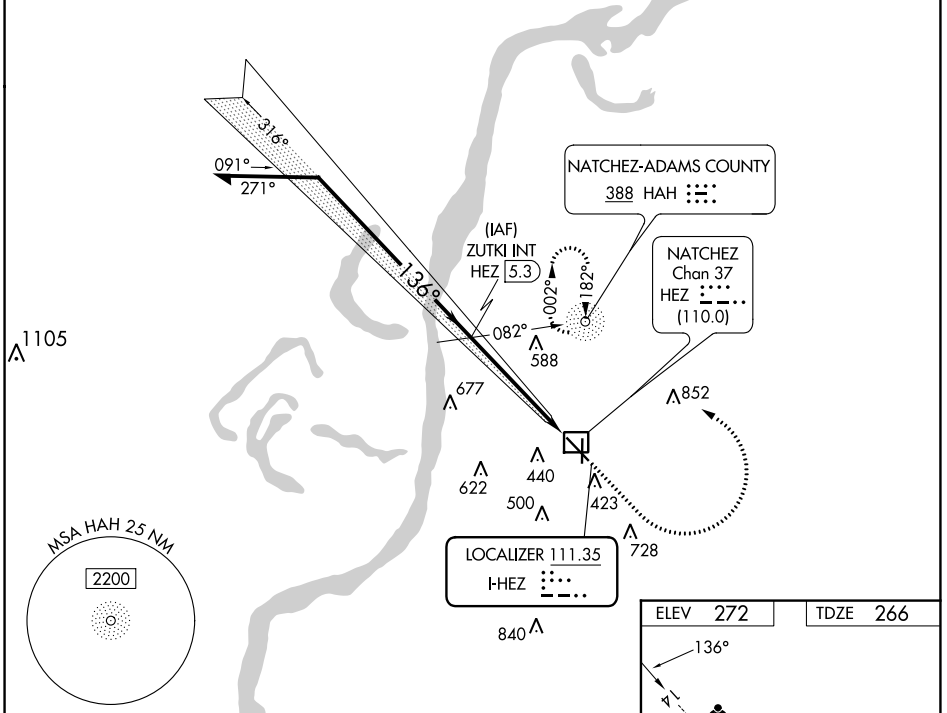 316°
091°
271°
NATCHEZ-ADAMS COUNTY
388 HAH
(IAF)
ZUTKI INT
HEZ 5.3
NATCHEZ
Chan 37
HEZ
(110.0)
136°
002°
182°
082°
1105
588
677
852
440
622
423
500
728
MSA HAH 25 NM
2200
LOCALIZER 111.35
I-HEZ
840
ELEV 272
TDZE 266
136°
14